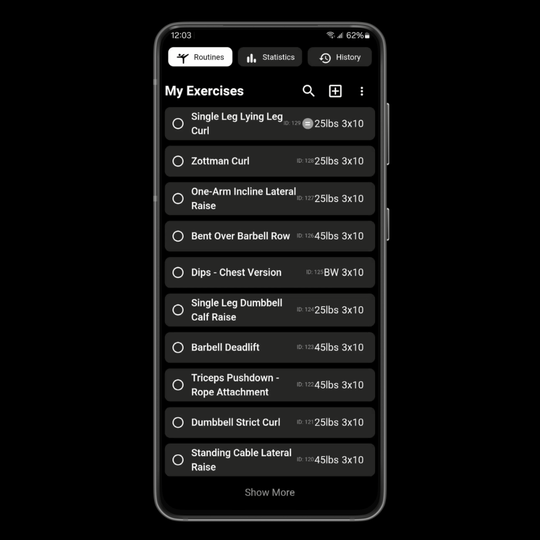 12:03 62%
Routines Statistics History
My Exercises
Single Leg Lying Leg
Curl
ID: 129 = 25lbs 3x10
Zottman Curl ID: 128 25lbs 3x10
One-Arm Incline Lateral
Raise
ID: 127 25lbs 3x10
Bent Over Barbell Row ID: 126 45lbs 3x10
Dips - Chest Version ID: 125 BW 3x10
Single Leg Dumbbell
Calf Raise
ID: 124 25lbs 3x10
Barbell Deadlift ID: 123 45lbs 3x10
Triceps Pushdown -
Rope Attachment
ID: 122 45lbs 3x10
Dumbbell Strict Curl ID: 121 25lbs 3x10
Standing Cable Lateral
Raise
ID: 120 45lbs 3x10
Show More